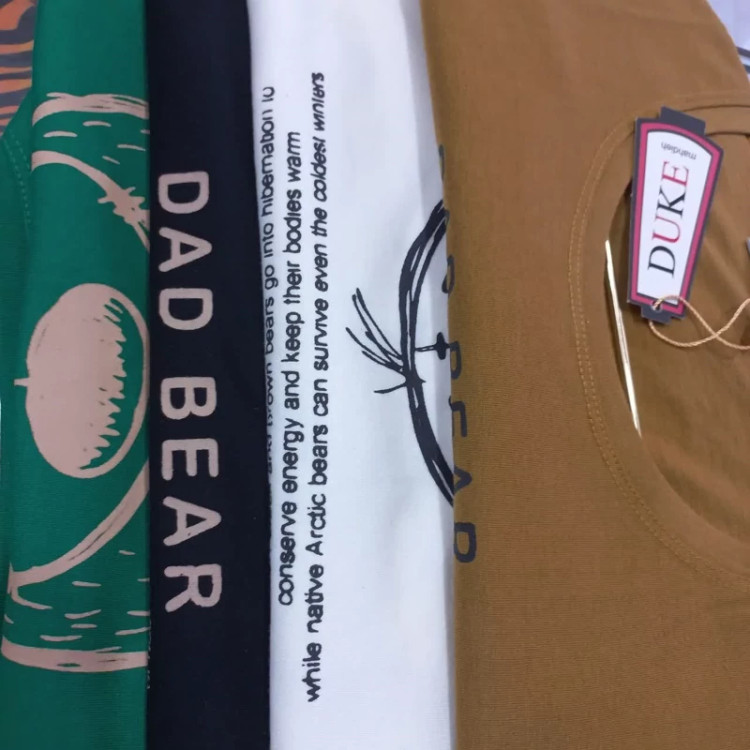 DAD BEAR
brown bears go into hibernation to
conserve energy and keep their bodies warm
while native Arctic bears can survive even the coldest winters
DUKE
mahdieh